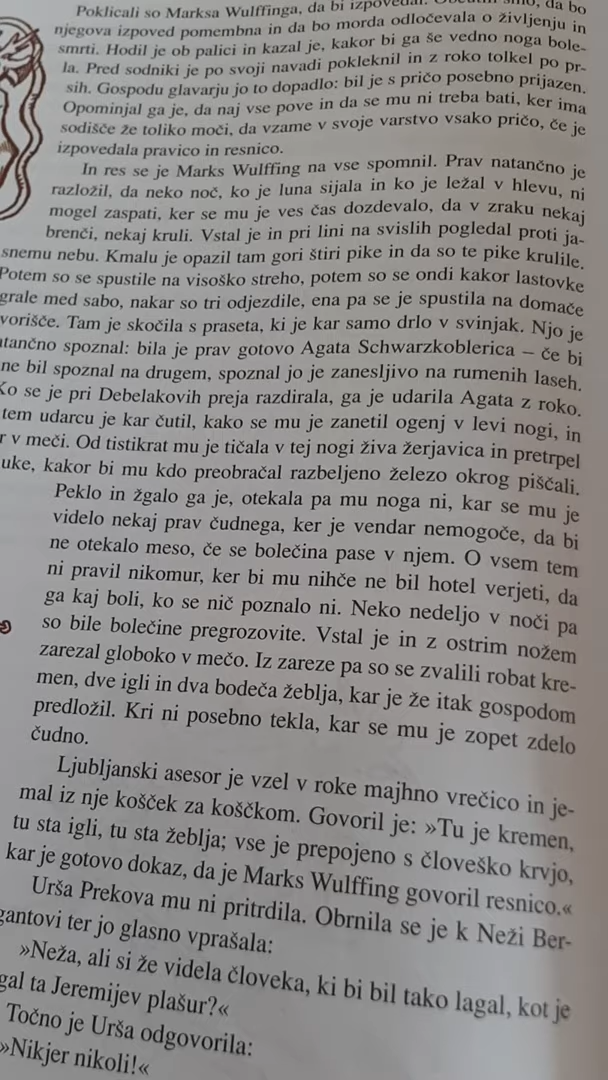 Poklicali so Marksa Wulffinga, da bi izpovedal. smo, da bo
njegova izpoved pomembna in da bo morda odločevala o življenju in
smrti. Hodil je ob palici in kazal je, kakor bi ga še vedno noga bole-
la. Pred sodniki je po svoji navadi pokleknil in z roko tolkel po pr-
sih. Gospodu glavarju jo to dopadlo: bil je s pričo posebno prijazen.
Opominjal ga je, da naj vse pove in da se mu ni treba bati, ker ima
sodišče že toliko moči, da vzame v svoje varstvo vsako pričo, če je
izpovedala pravico in resnico.
In res se je Marks Wulffing na vse spomnil. Prav natančno je
razložil, da neko noč, ko je luna sijala in ko je ležal v hlevu, ni
mogel zaspati, ker se mu je ves čas dozdevalo, da v zraku nekaj
brenči, nekaj kruli. Vstal je in pri lini na svislih pogledal proti ja-
snemu nebu. Kmalu je opazil tam gori štiri pike in da so te pike krulile.
Potem so se spustile na visoško streho, potem so se ondi kakor lastovke
grale med sabo, nakar so tri odjezdile, ena pa se je spustila na domače
vorišče. Tam je skočila s praseta, ki je kar samo drlo v svinjak. Njo je
tančno spoznal: bila je prav gotovo Agata Schwarzkoblerica – če bi
ne bil spoznal na drugem, spoznal jo je zanesljivo na rumenih laseh.
Ko se je pri Debelakovih preja razdirala, ga je udarila Agata z roko.
tem udarcu je kar čutil, kako se mu je zanetil ogenj v levi nogi, in
r v meči. Od tistikrat mu je tičala v tej nogi živa žerjavica in pretrpel
uke, kakor bi mu kdo preobračal razbeljeno železo okrog piščali.
Peklo in žgalo ga je, otekala pa mu noga ni, kar se mu je
videlo nekaj prav čudnega, ker je vendar nemogoče, da bi
ne otekalo meso, če se bolečina pase v njem. O vsem tem
ni pravil nikomur, ker bi mu nihče ne bil hotel verjeti, da
ga kaj boli, ko se nič poznalo ni. Neko nedeljo v noči pa
so bile bolečine pregrozovite. Vstal je in z ostrim nožem
zarezal globoko v mečo. Iz zareze pa so se zvalili robat kre-
men, dve igli in dva bodeča žeblja, kar je že itak gospodom
predložil. Kri ni posebno tekla, kar se mu je zopet zdelo
čudno.
Ljubljanski asesor je vzel v roke majhno vrečico in je-
mal iz nje košček za koščkom. Govoril je: »Tu je kremen,
tu sta igli, tu sta žeblja; vse je prepojeno s človeško krvjo,
kar je gotovo dokaz, da je Marks Wulffing govoril resnico.«
Urša Prekova mu ni pritrdila. Obrnila se je k Neži Ber-
gantovi ter jo glasno vprašala:
»Neža, ali si že videla človeka, ki bi bil tako lagal, kot je
gal ta Jeremijev plašur?«
Točno je Urša odgovorila:
»Nikjer nikoli!«